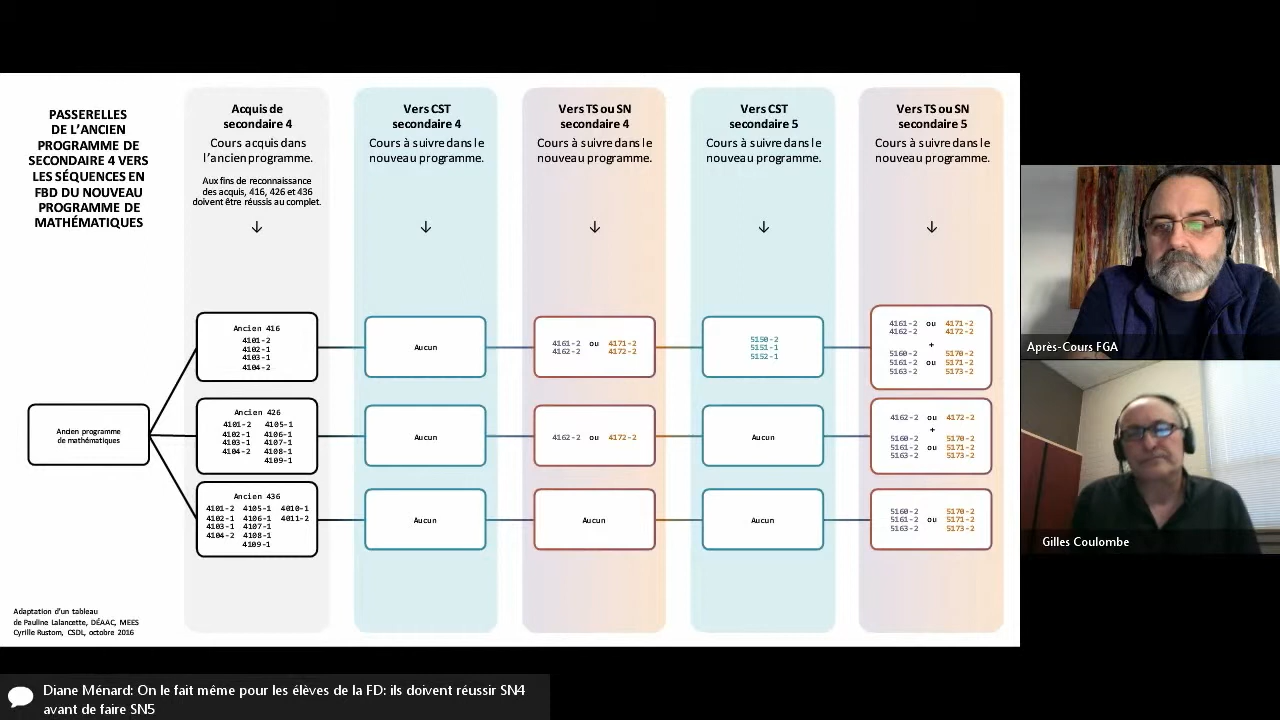 PASSERELLES
DE L'ANCIEN
PROGRAMME DE
SECONDAIRE 4 VERS
LES SÉQUENCES EN
FBD DU NOUVEAU
PROGRAMME DE
MATHÉMATIQUES
Acquis de
secondaire 4
Cours acquis dans
l'ancien programme.
Aux fins de reconnaissance
des acquis, 416, 426 et 436
doivent être réussis au complet.
↓
Vers CST
secondaire 4
Cours à suivre dans le
nouveau programme.
↓
Vers TS ou SN
secondaire 4
Cours à suivre dans le
nouveau programme.
↓
Vers CST
secondaire 5
Cours à suivre dans le
nouveau programme.
↓
Vers TS ou SN
secondaire 5
Cours à suivre dans le
nouveau programme.
↓
Ancien programme
de mathématiques
Ancien 416
4101-2
4102-1
4103-1
4104-2
Aucun
4161-2 ou 4171-2
4162-2 4172-2
5150-2
5151-1
5152-1
4161-2 ou 4171-2
4162-2 4172-2
+
5160-2 5170-2
5161-2 ou 5171-2
5163-2 5173-2
Ancien 426
4101-2 4105-1
4102-1 4106-1
4103-1 4107-1
4104-2 4108-1
4109-1
Aucun
4162-2 ou 4172-2
Aucun
4162-2 ou 4172-2
+
5160-2 5170-2
5161-2 ou 5171-2
5163-2 5173-2
Ancien 436
4101-2 4105-1 4010-1
4102-1 4106-1 4011-2
4103-1 4107-1
4104-2 4108-1
4109-1
Aucun
Aucun
Aucun
5160-2 5170-2
5161-2 ou 5171-2
5163-2 5173-2
Adaptation d'un tableau
de Pauline Lalancette, DÉAAC, MEES
Cyrille Rustom, CSDL, octobre 2016
Après-Cours FGA
Gilles Coulombe
Diane Ménard: On le fait même pour les élèves de la FD: ils doivent réussir SN4
avant de faire SN5